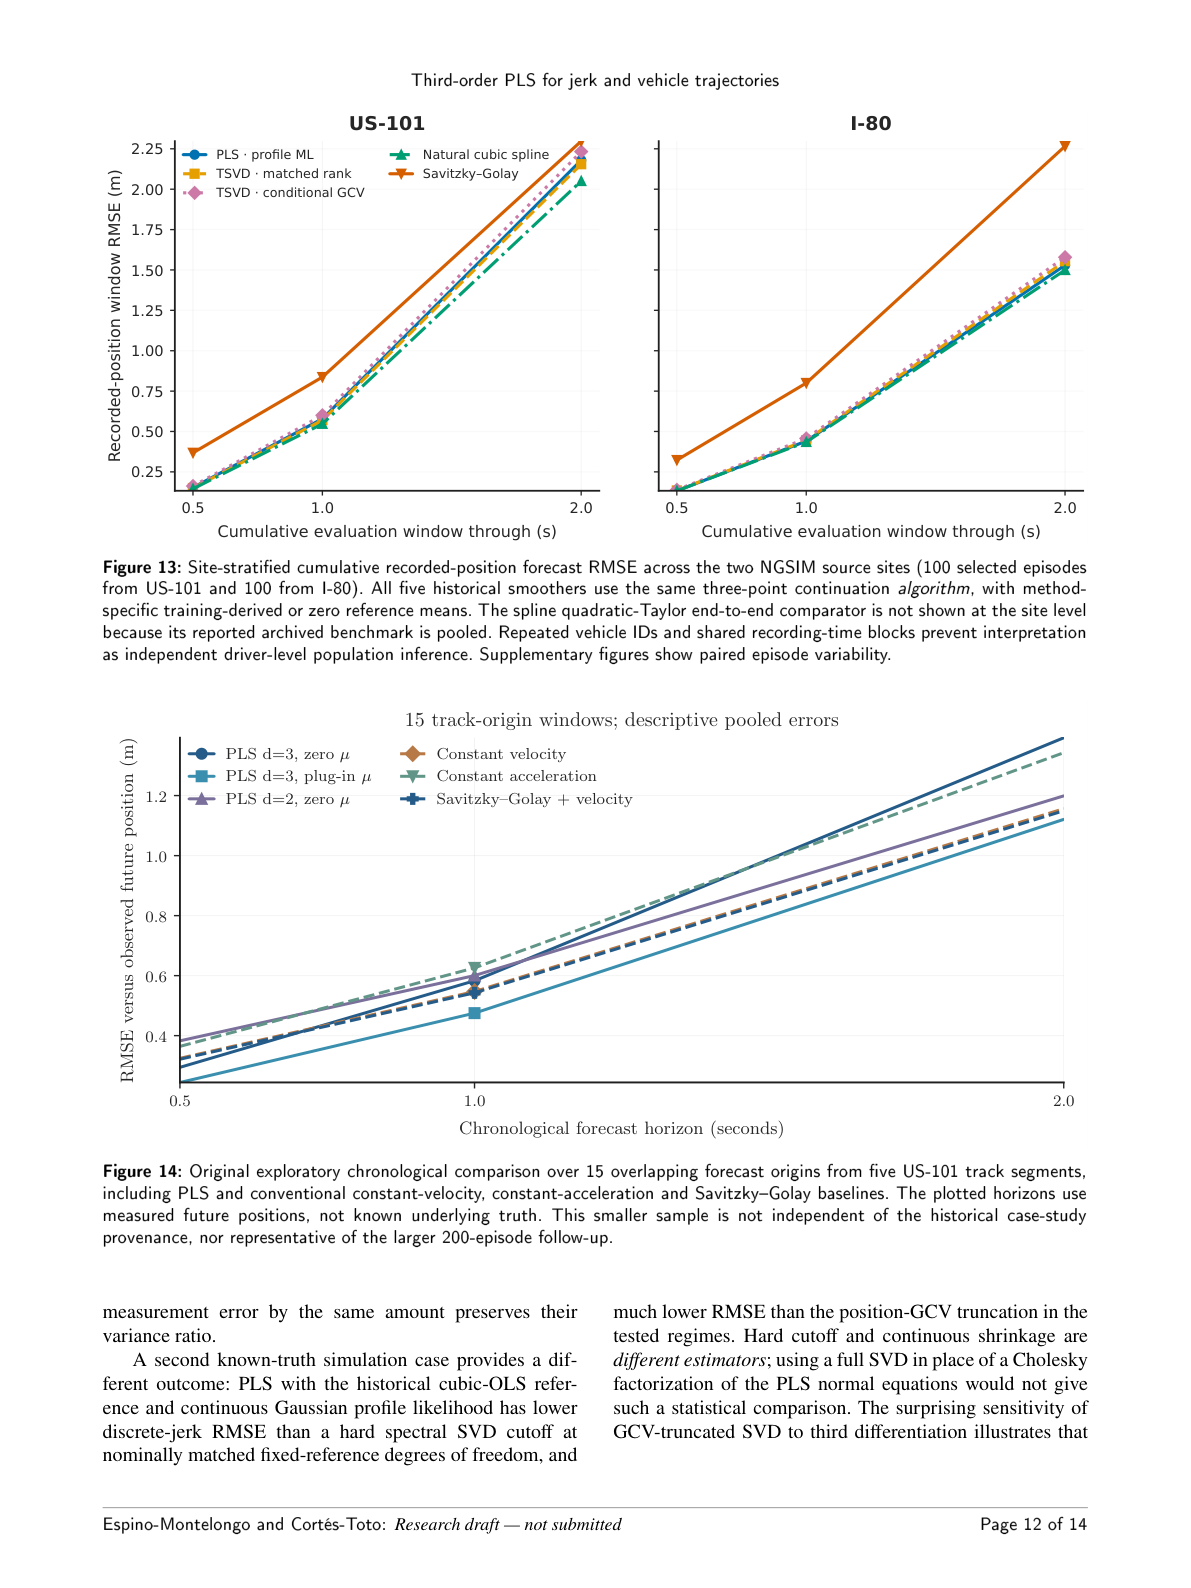 Third-order PLS for jerk and vehicle trajectories
US-101
I-80
Recorded-position window RMSE (m)
2.25
2.00
1.75
1.50
1.25
1.00
0.75
0.50
0.25
PLS · profile ML
TSVD · matched rank
TSVD · conditional GCV
Natural cubic spline
Savitzky–Golay
0.5
1.0
2.0
Cumulative evaluation window through (s)
0.5
1.0
2.0
Cumulative evaluation window through (s)
Figure 13: Site-stratified cumulative recorded-position forecast RMSE across the two NGSIM source sites (100 selected episodes
from US-101 and 100 from I-80). All five historical smoothers use the same three-point continuation algorithm, with method-
specific training-derived or zero reference means. The spline quadratic-Taylor end-to-end comparator is not shown at the site level
because its reported archived benchmark is pooled. Repeated vehicle IDs and shared recording-time blocks prevent interpretation
as independent driver-level population inference. Supplementary figures show paired episode variability.
15 track-origin windows; descriptive pooled errors
RMSE versus observed future position (m)
1.2
1.0
0.8
0.6
0.4
PLS d=3, zero μ
PLS d=3, plug-in μ
PLS d=2, zero μ
Constant velocity
Constant acceleration
Savitzky–Golay + velocity
0.5
1.0
2.0
Chronological forecast horizon (seconds)
Figure 14: Original exploratory chronological comparison over 15 overlapping forecast origins from five US-101 track segments,
including PLS and conventional constant-velocity, constant-acceleration and Savitzky–Golay baselines. The plotted horizons use
measured future positions, not known underlying truth. This smaller sample is not independent of the historical case-study
provenance, nor representative of the larger 200-episode follow-up.
measurement error by the same amount preserves their
variance ratio.
A second known-truth simulation case provides a dif-
ferent outcome: PLS with the historical cubic-OLS refer-
ence and continuous Gaussian profile likelihood has lower
discrete-jerk RMSE than a hard spectral SVD cutoff at
nominally matched fixed-reference degrees of freedom, and
much lower RMSE than the position-GCV truncation in the
tested regimes. Hard cutoff and continuous shrinkage are
different estimators; using a full SVD in place of a Cholesky
factorization of the PLS normal equations would not give
such a statistical comparison. The surprising sensitivity of
GCV-truncated SVD to third differentiation illustrates that
Espino-Montelongo and Cortés-Toto: Research draft — not submitted
Page 12 of 14